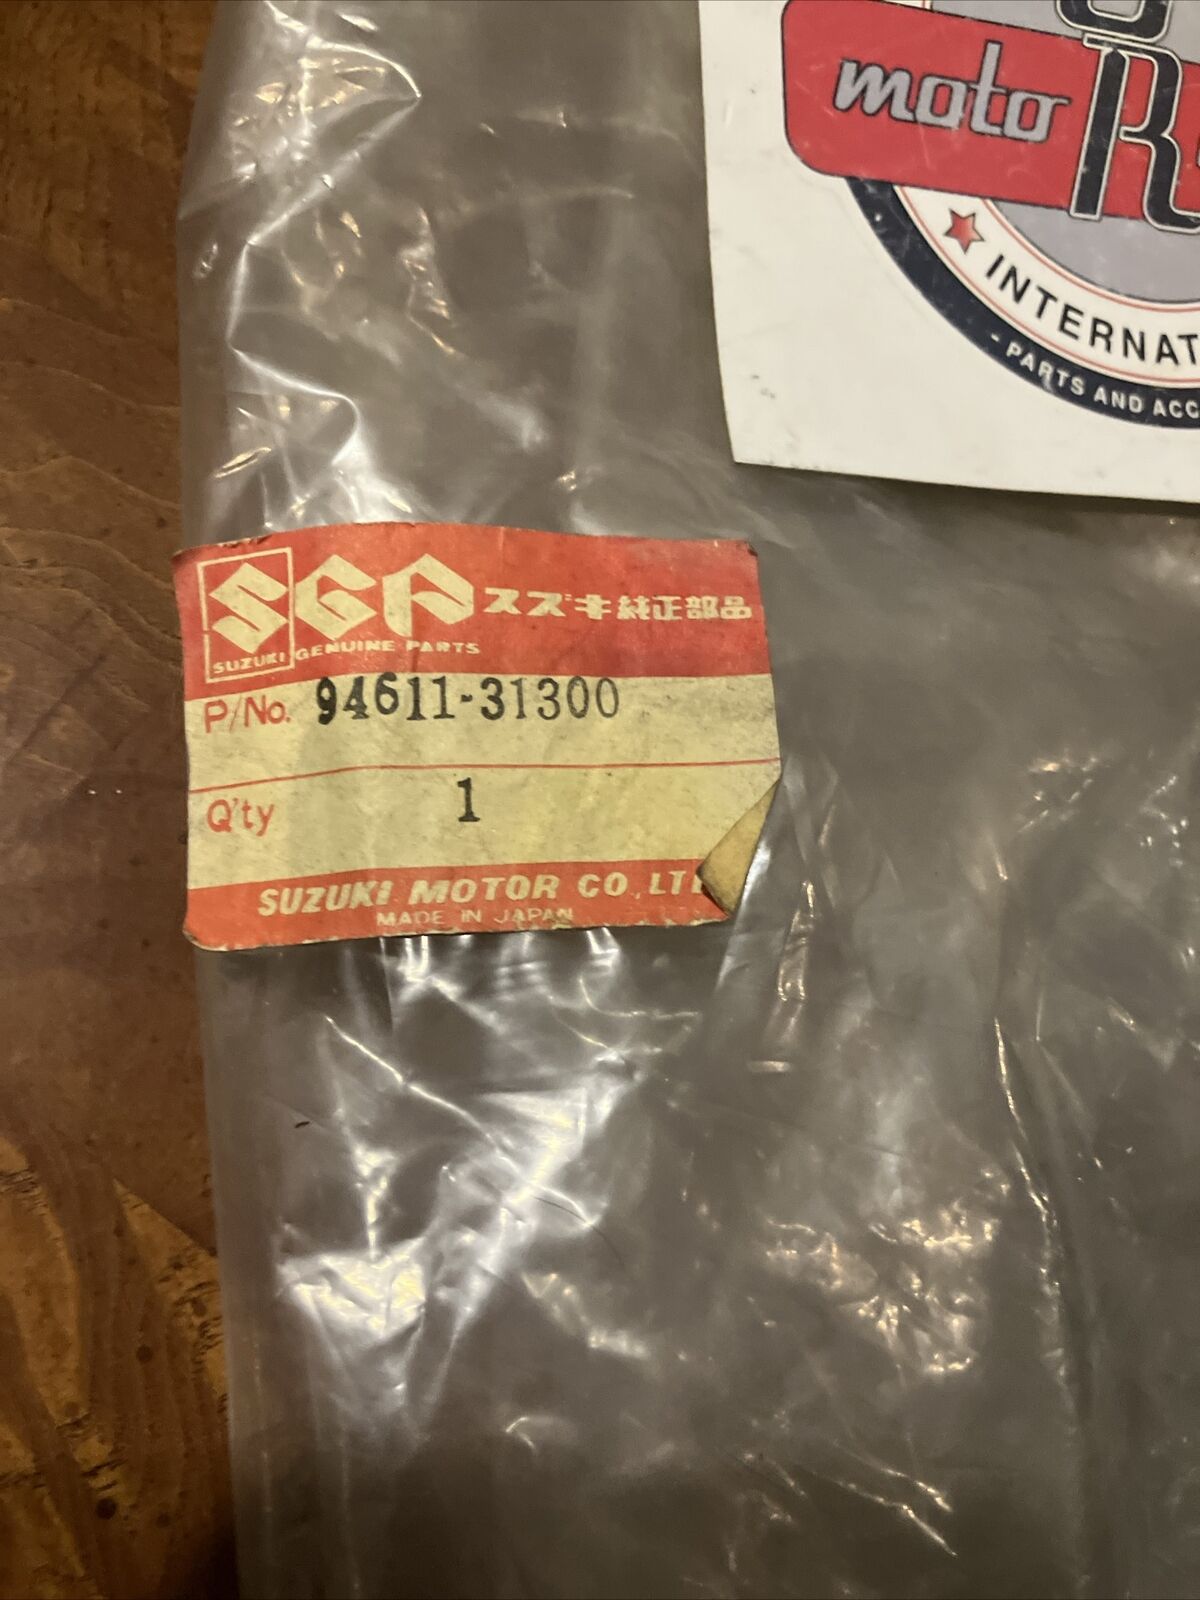 moto R
★ INTERNAT
- PARTS AND ACC
SGP スズキ純正部品
SUZUKI GENUINE PARTS
P/No. 94611-31300
Q'ty 1
SUZUKI MOTOR CO., LT
MADE IN JAPAN